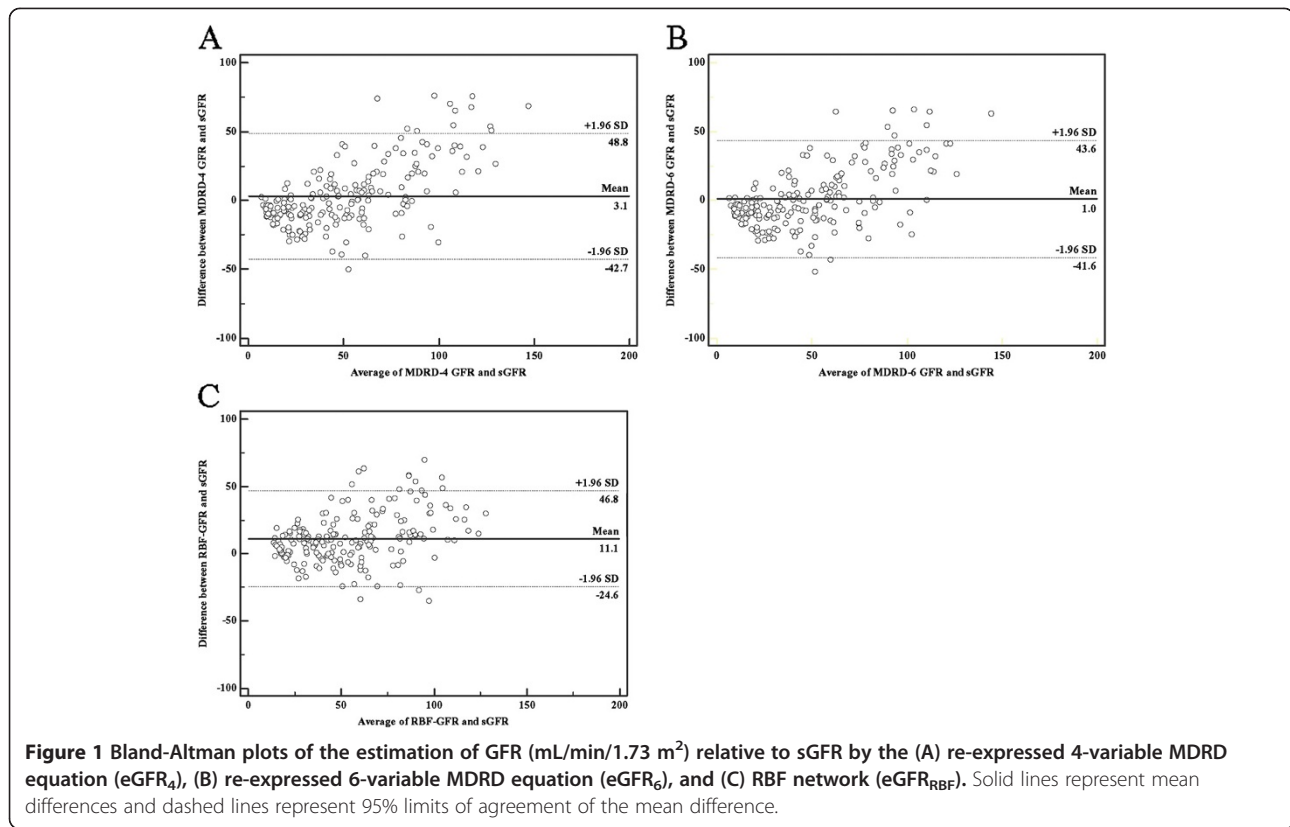 A
100
50
0
-50
-100
+1.96 SD
48.8
Mean
3.1
-1.96 SD
-42.7
0
50
100
150
200
Difference between MDRD-4 GFR and sGFR
Average of MDRD-4 GFR and sGFR
B
100
50
0
-50
-100
+1.96 SD
43.6
Mean
1.0
-1.96 SD
-41.6
0
50
100
150
200
Difference between MDRD-6 GFR and sGFR
Average of MDRD-6 GFR and sGFR
C
100
50
0
-50
-100
+1.96 SD
46.8
Mean
11.1
-1.96 SD
-24.6
0
50
100
150
200
Difference between RBF-GFR and sGFR
Average of RBF-GFR and sGFR
Figure 1 Bland-Altman plots of the estimation of GFR (mL/min/1.73 m²) relative to sGFR by the (A) re-expressed 4-variable MDRD
equation (eGFR₄), (B) re-expressed 6-variable MDRD equation (eGFR₆), and (C) RBF network (eGFR_RBF). Solid lines represent mean
differences and dashed lines represent 95% limits of agreement of the mean difference.